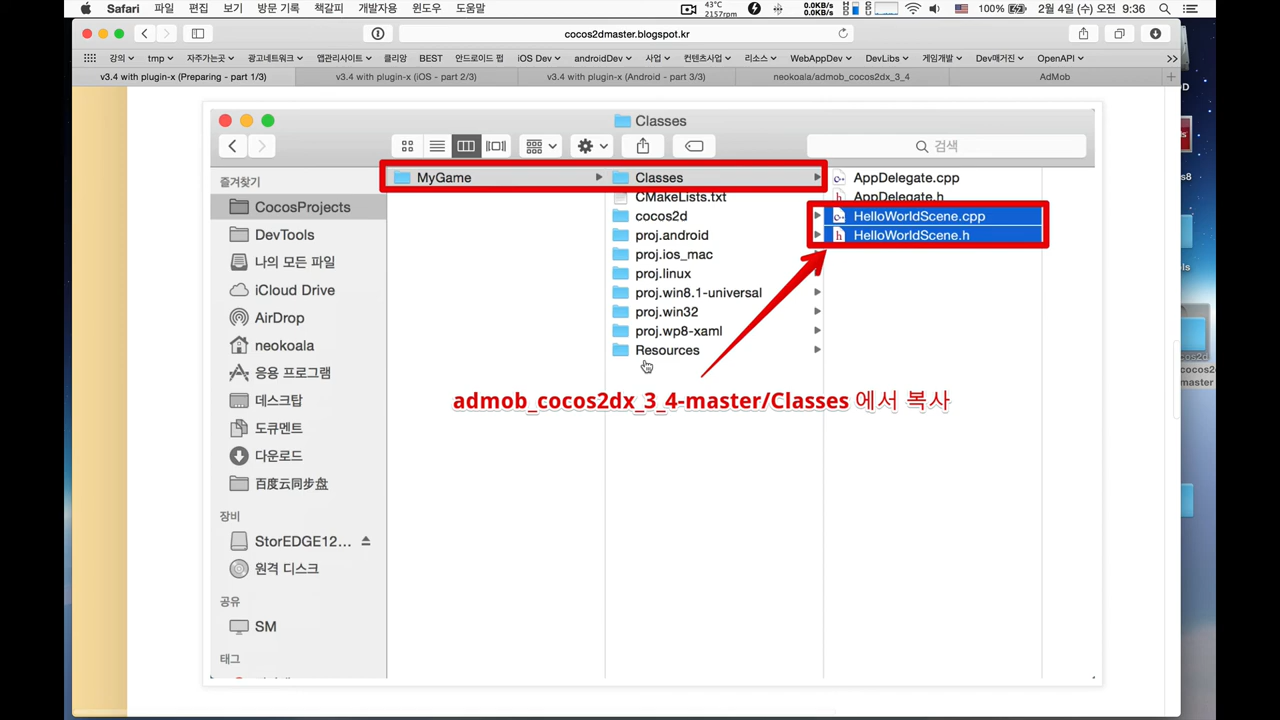 Safari 파일 편집 보기 방문 기록 책갈피 개발자용 윈도우 도움말 43°C 2157rpm 0.0KB/s 0.0KB/s 100% 2월 4일 (수) 오전 9:36
cocos2dmaster.blogspot.kr
강의 tmp 자주가는곳 광고네트워크 앱관리사이트 클리앙 BEST 안드로이드 펍 iOS Dev androidDev 사업 컨텐츠사업 리소스 WebAppDev DevLibs 게임개발 Dev매거진 OpenAPI
v3.4 with plugin-x (Preparing - part 1/3) v3.4 with plugin-x (iOS - part 2/3) v3.4 with plugin-x (Android - part 3/3) neokoala/admob_cocos2dx_3_4 AdMob
Classes
검색
즐겨찾기
CocosProjects
DevTools
나의 모든 파일
iCloud Drive
AirDrop
neokoala
응용 프로그램
데스크탑
도큐멘트
다운로드
百度云同步盘
장비
StorEDGE12...
원격 디스크
공유
SM
태그
MyGame
Classes
CMakeLists.txt
cocos2d
proj.android
proj.ios_mac
proj.linux
proj.win8.1-universal
proj.win32
proj.wp8-xaml
Resources
AppDelegate.cpp
AppDelegate.h
HelloWorldScene.cpp
HelloWorldScene.h
admob_cocos2dx_3_4-master/Classes 에서 복사